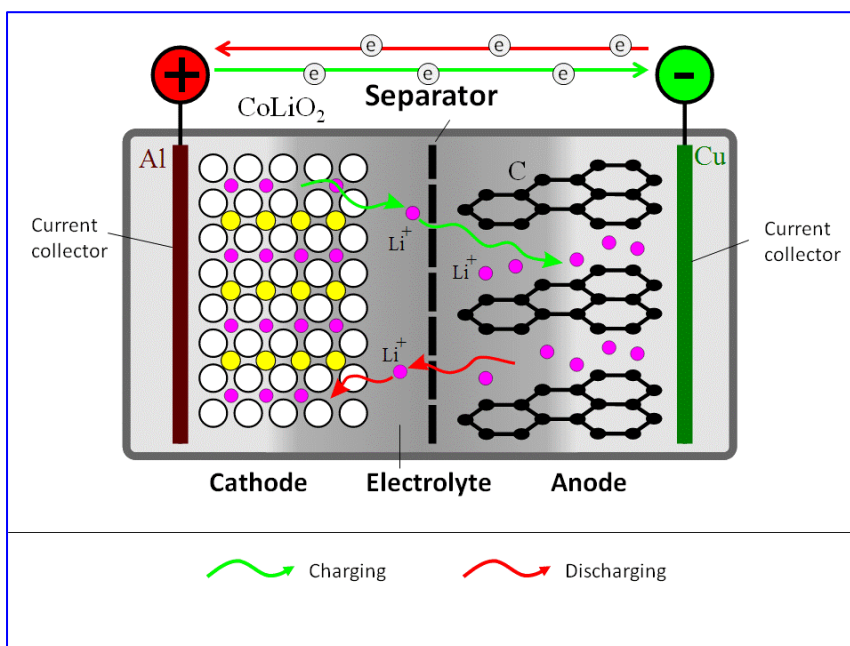 e e e
+ e e e -
Separator
CoLiO₂
Al
C
Cu
Current
collector
Li⁺
Li⁺
Current
collector
Li⁺
Cathode Electrolyte Anode
Charging Discharging